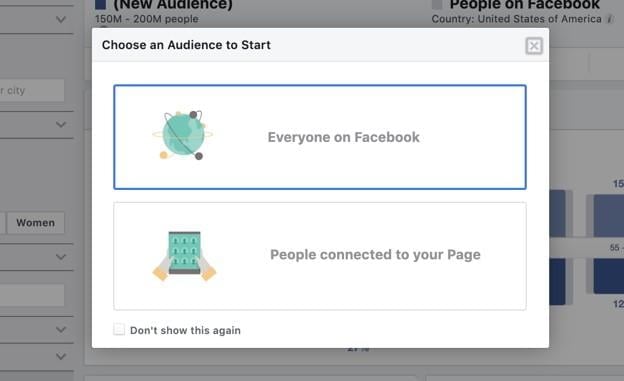 (New Audience)
150M - 200M people
People on Facebook
Country: United States of America
Choose an Audience to Start
r city
Everyone on Facebook
15
Women
People connected to your Page
55 -
12
Don't show this again
27%